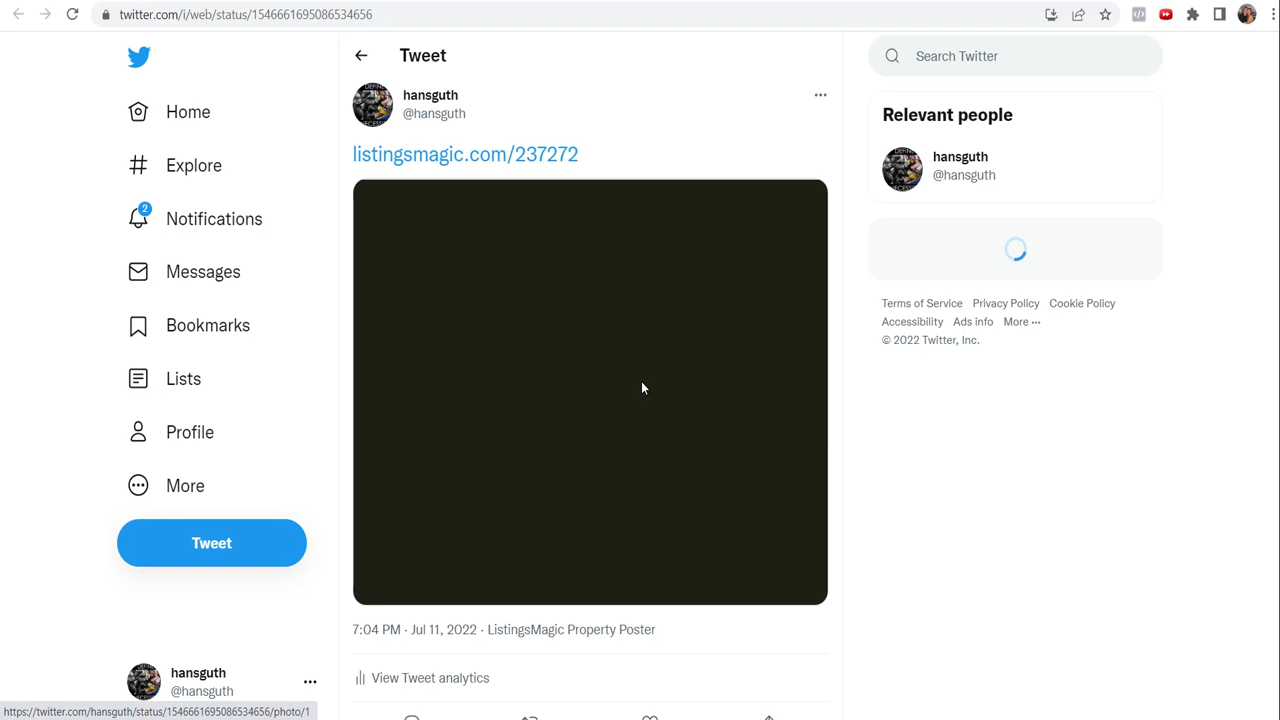 twitter.com/i/web/status/1546661695086534656
Tweet
Search Twitter
hansguth
@hansguth
listingsmagic.com/237272
Relevant people
hansguth
@hansguth
Home
Explore
2
Notifications
Messages
Bookmarks
Lists
Profile
More
Tweet
Terms of Service Privacy Policy Cookie Policy
Accessibility Ads info More ···
© 2022 Twitter, Inc.
7:04 PM · Jul 11, 2022 · ListingsMagic Property Poster
View Tweet analytics
hansguth
@hansguth
https://twitter.com/hansguth/status/1546661695086534656/photo/1